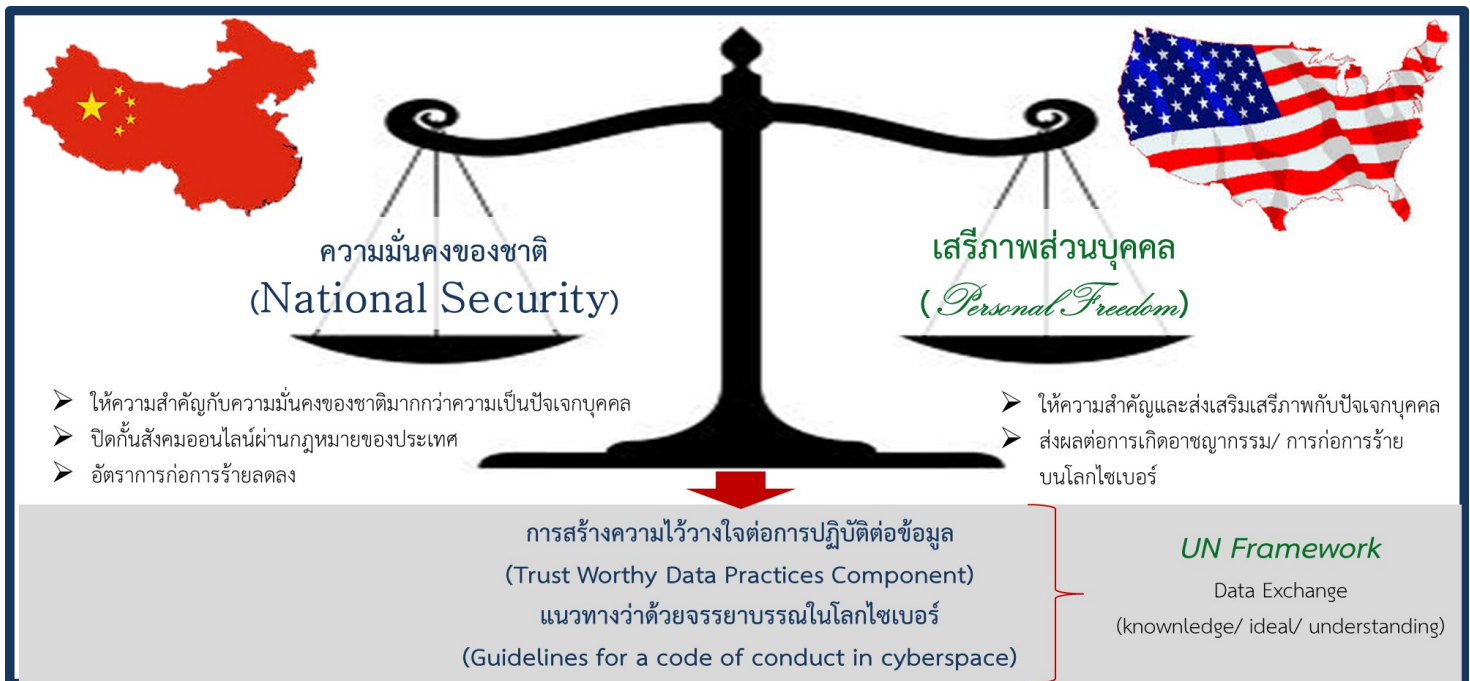 ความมั่นคงของชาติ
(National Security)
เสรีภาพส่วนบุคคล
( Personal Freedom)
➢ ให้ความสำคัญกับความมั่นคงของชาติมากกว่าความเป็นปัจเจกบุคคล
➢ ปิดกั้นสังคมออนไลน์ผ่านกฎหมายของประเทศ
➢ อัตราการก่อการร้ายลดลง
➢ ให้ความสำคัญและส่งเสริมเสรีภาพกับปัจเจกบุคคล
➢ ส่งผลต่อการเกิดอาชญากรรม/ การก่อการร้าย
บนโลกไซเบอร์
การสร้างความไว้วางใจต่อการปฏิบัติต่อข้อมูล
(Trust Worthy Data Practices Component)
แนวทางว่าด้วยจรรยาบรรณในโลกไซเบอร์
(Guidelines for a code of conduct in cyberspace)
UN Framework
Data Exchange
(knownledge/ ideal/ understanding)